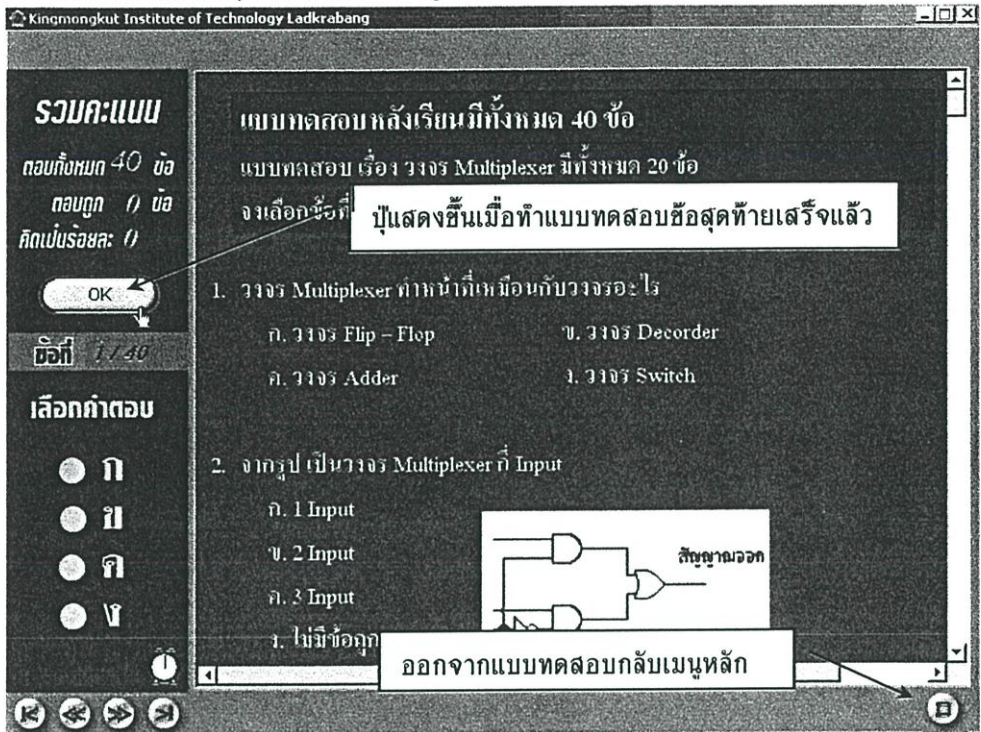 Kingmongkut Institute of Technology Ladkrabang
รวมคะแนน
ตอบทั้งหมด 40 ข้อ
ตอบถูก 0 ข้อ
คิดเป็นร้อยละ 0
OK
ข้อที่ 1 / 40
เลือกคำตอบ
ก
ข
ค
ง
แบบทดสอบหลังเรียนมีทั้งหมด 40 ข้อ
แบบทดสอบ เรื่อง วงจร Multiplexer มีทั้งหมด 20 ข้อ
จงเลือกข้อที่
ปุ่แสดงขึ้นเมื่อทำแบบทดสอบข้อสุดท้ายเสร็จแล้ว
1. วงจร Multiplexer ทำหน้าที่เหมือนกับวงจรอะไร
ก. วงจร Flip – Flop ข. วงจร Decorder
ค. วงจร Adder ง. วงจร Switch
2. จากรูป เป็นวงจร Multiplexer กี่ Input
ก. 1 Input
ข. 2 Input
ค. 3 Input
ง. ไม่มีข้อถูก
สัญญาณออก
ออกจากแบบทดสอบกลับเมนูหลัก